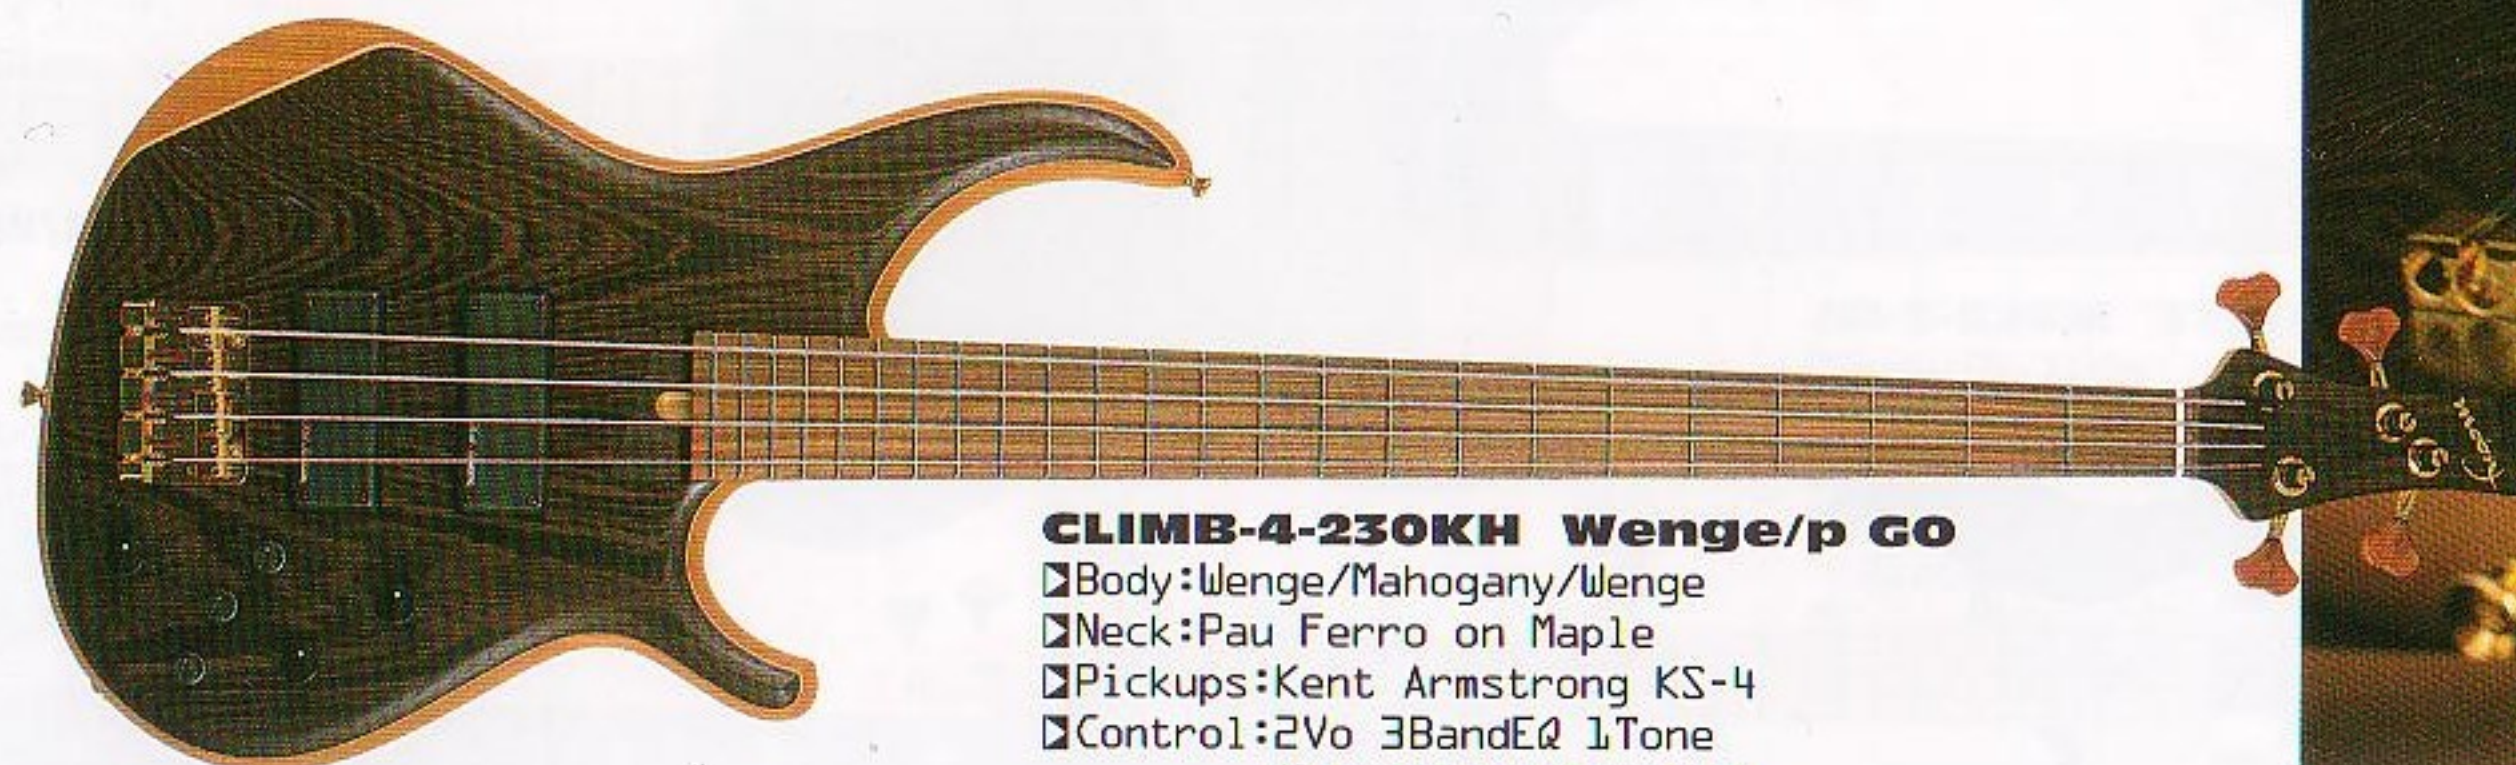 CLIMB-4-230KH Wenge/p GO
Body:Wenge/Mahogany/Wenge
Neck:Pau Ferro on Maple
Pickups:Kent Armstrong KS-4
Control:2Vo 3BandEQ 1Tone